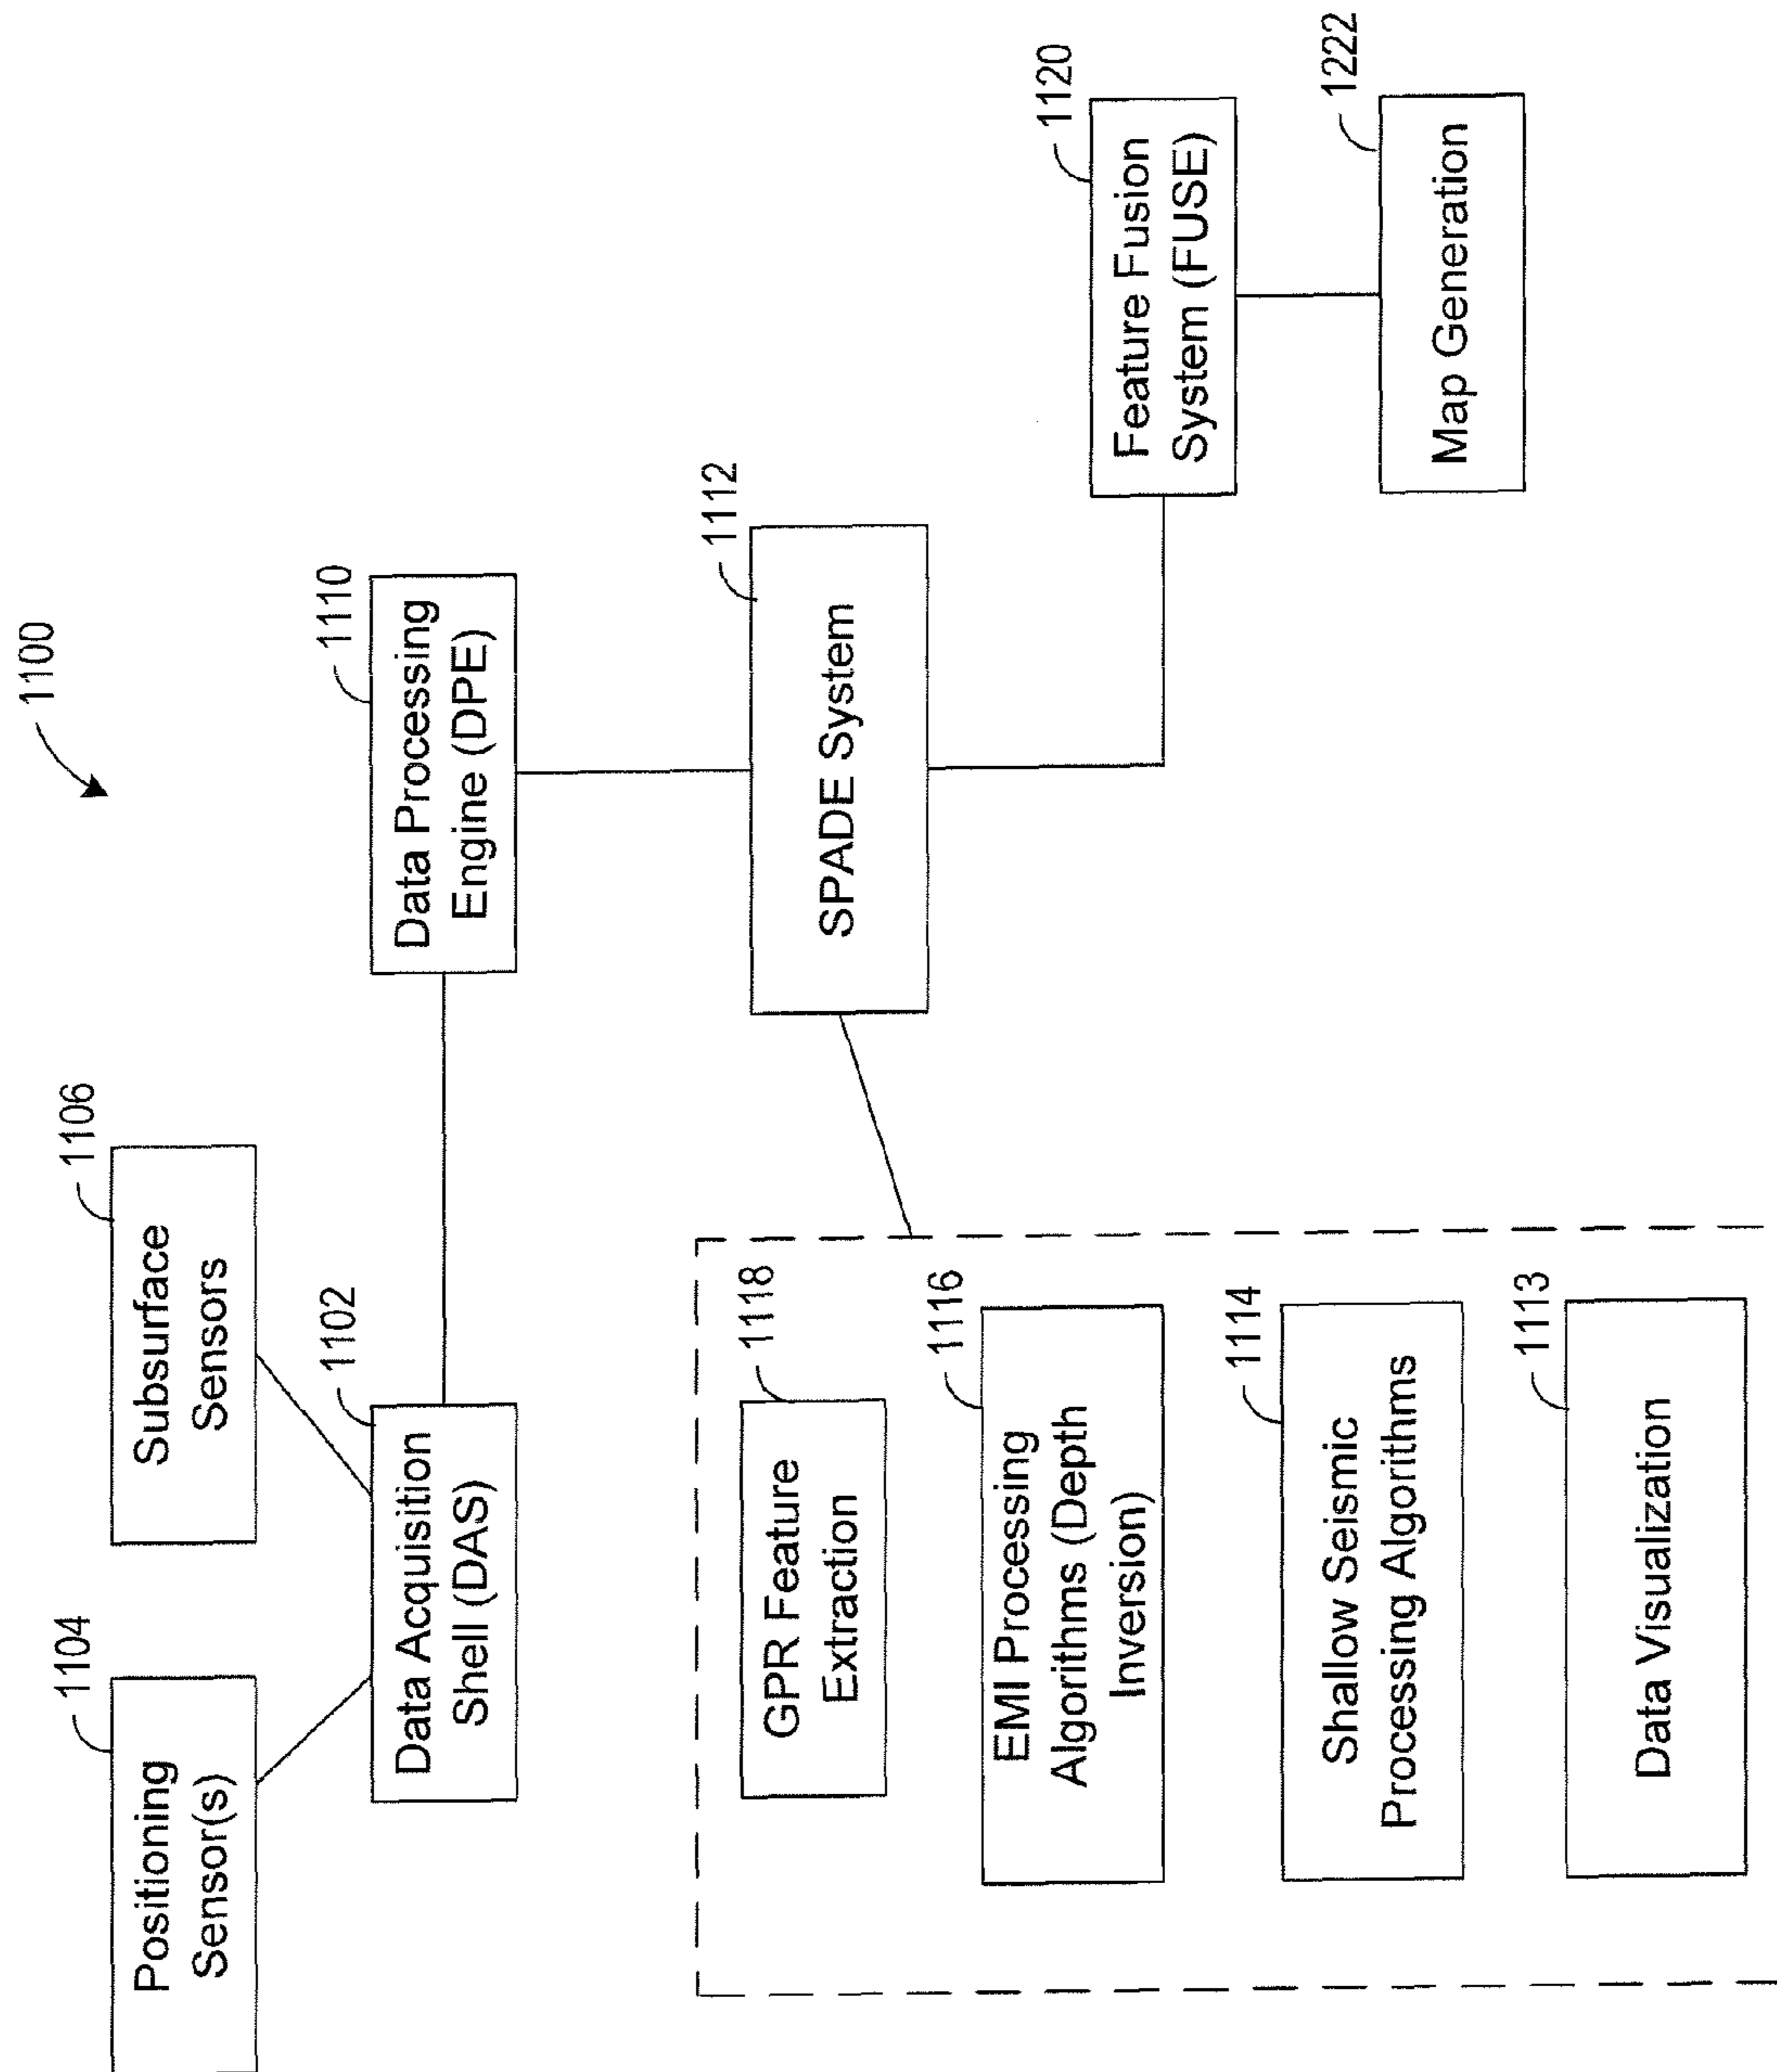 1100
1104
Positioning
Sensor(s)
1106
Subsurface
Sensors
1102
Data Acquisition
Shell (DAS)
1110
Data Processing
Engine (DPE)
1112
SPADE System
1118
GPR Feature
Extraction
1116
EMI Processing
Algorithms (Depth
Inversion)
1114
Shallow Seismic
Processing Algorithms
1113
Data Visualization
1120
Feature Fusion
System (FUSE)
1222
Map Generation